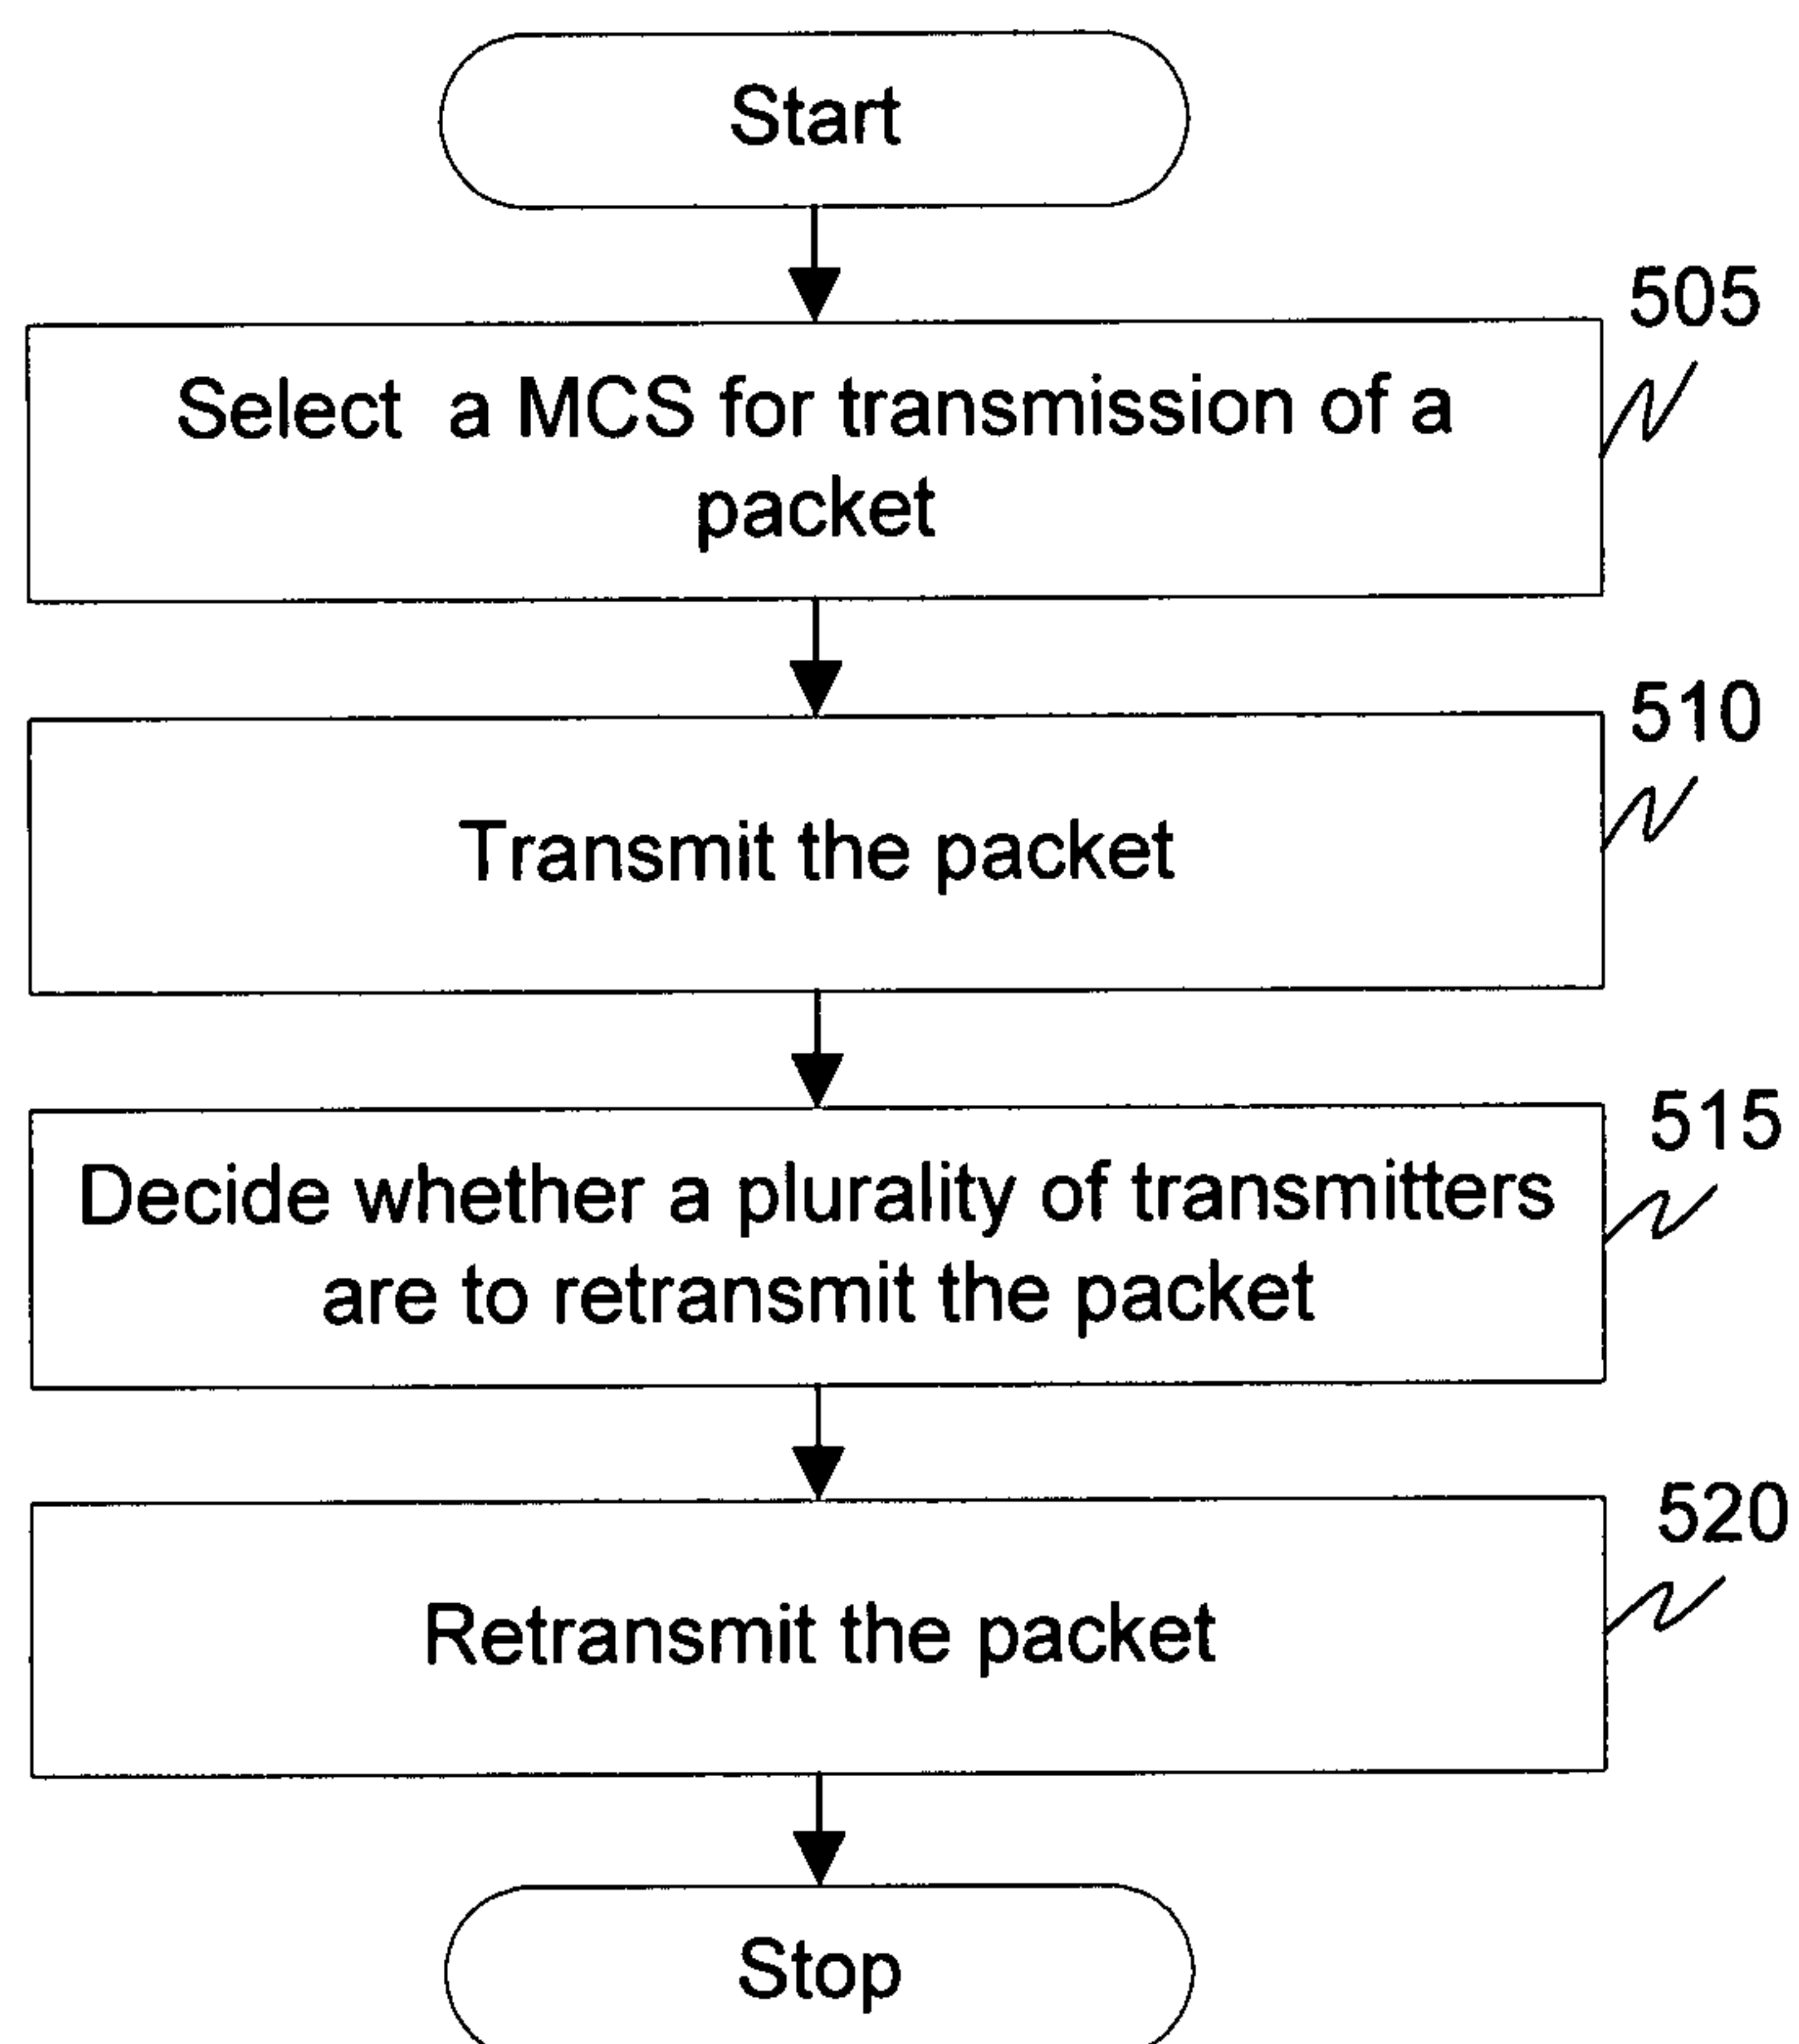 Start
505
Select a MCS for transmission of a
packet
510
Transmit the packet
515
Decide whether a plurality of transmitters
are to retransmit the packet
520
Retransmit the packet
Stop